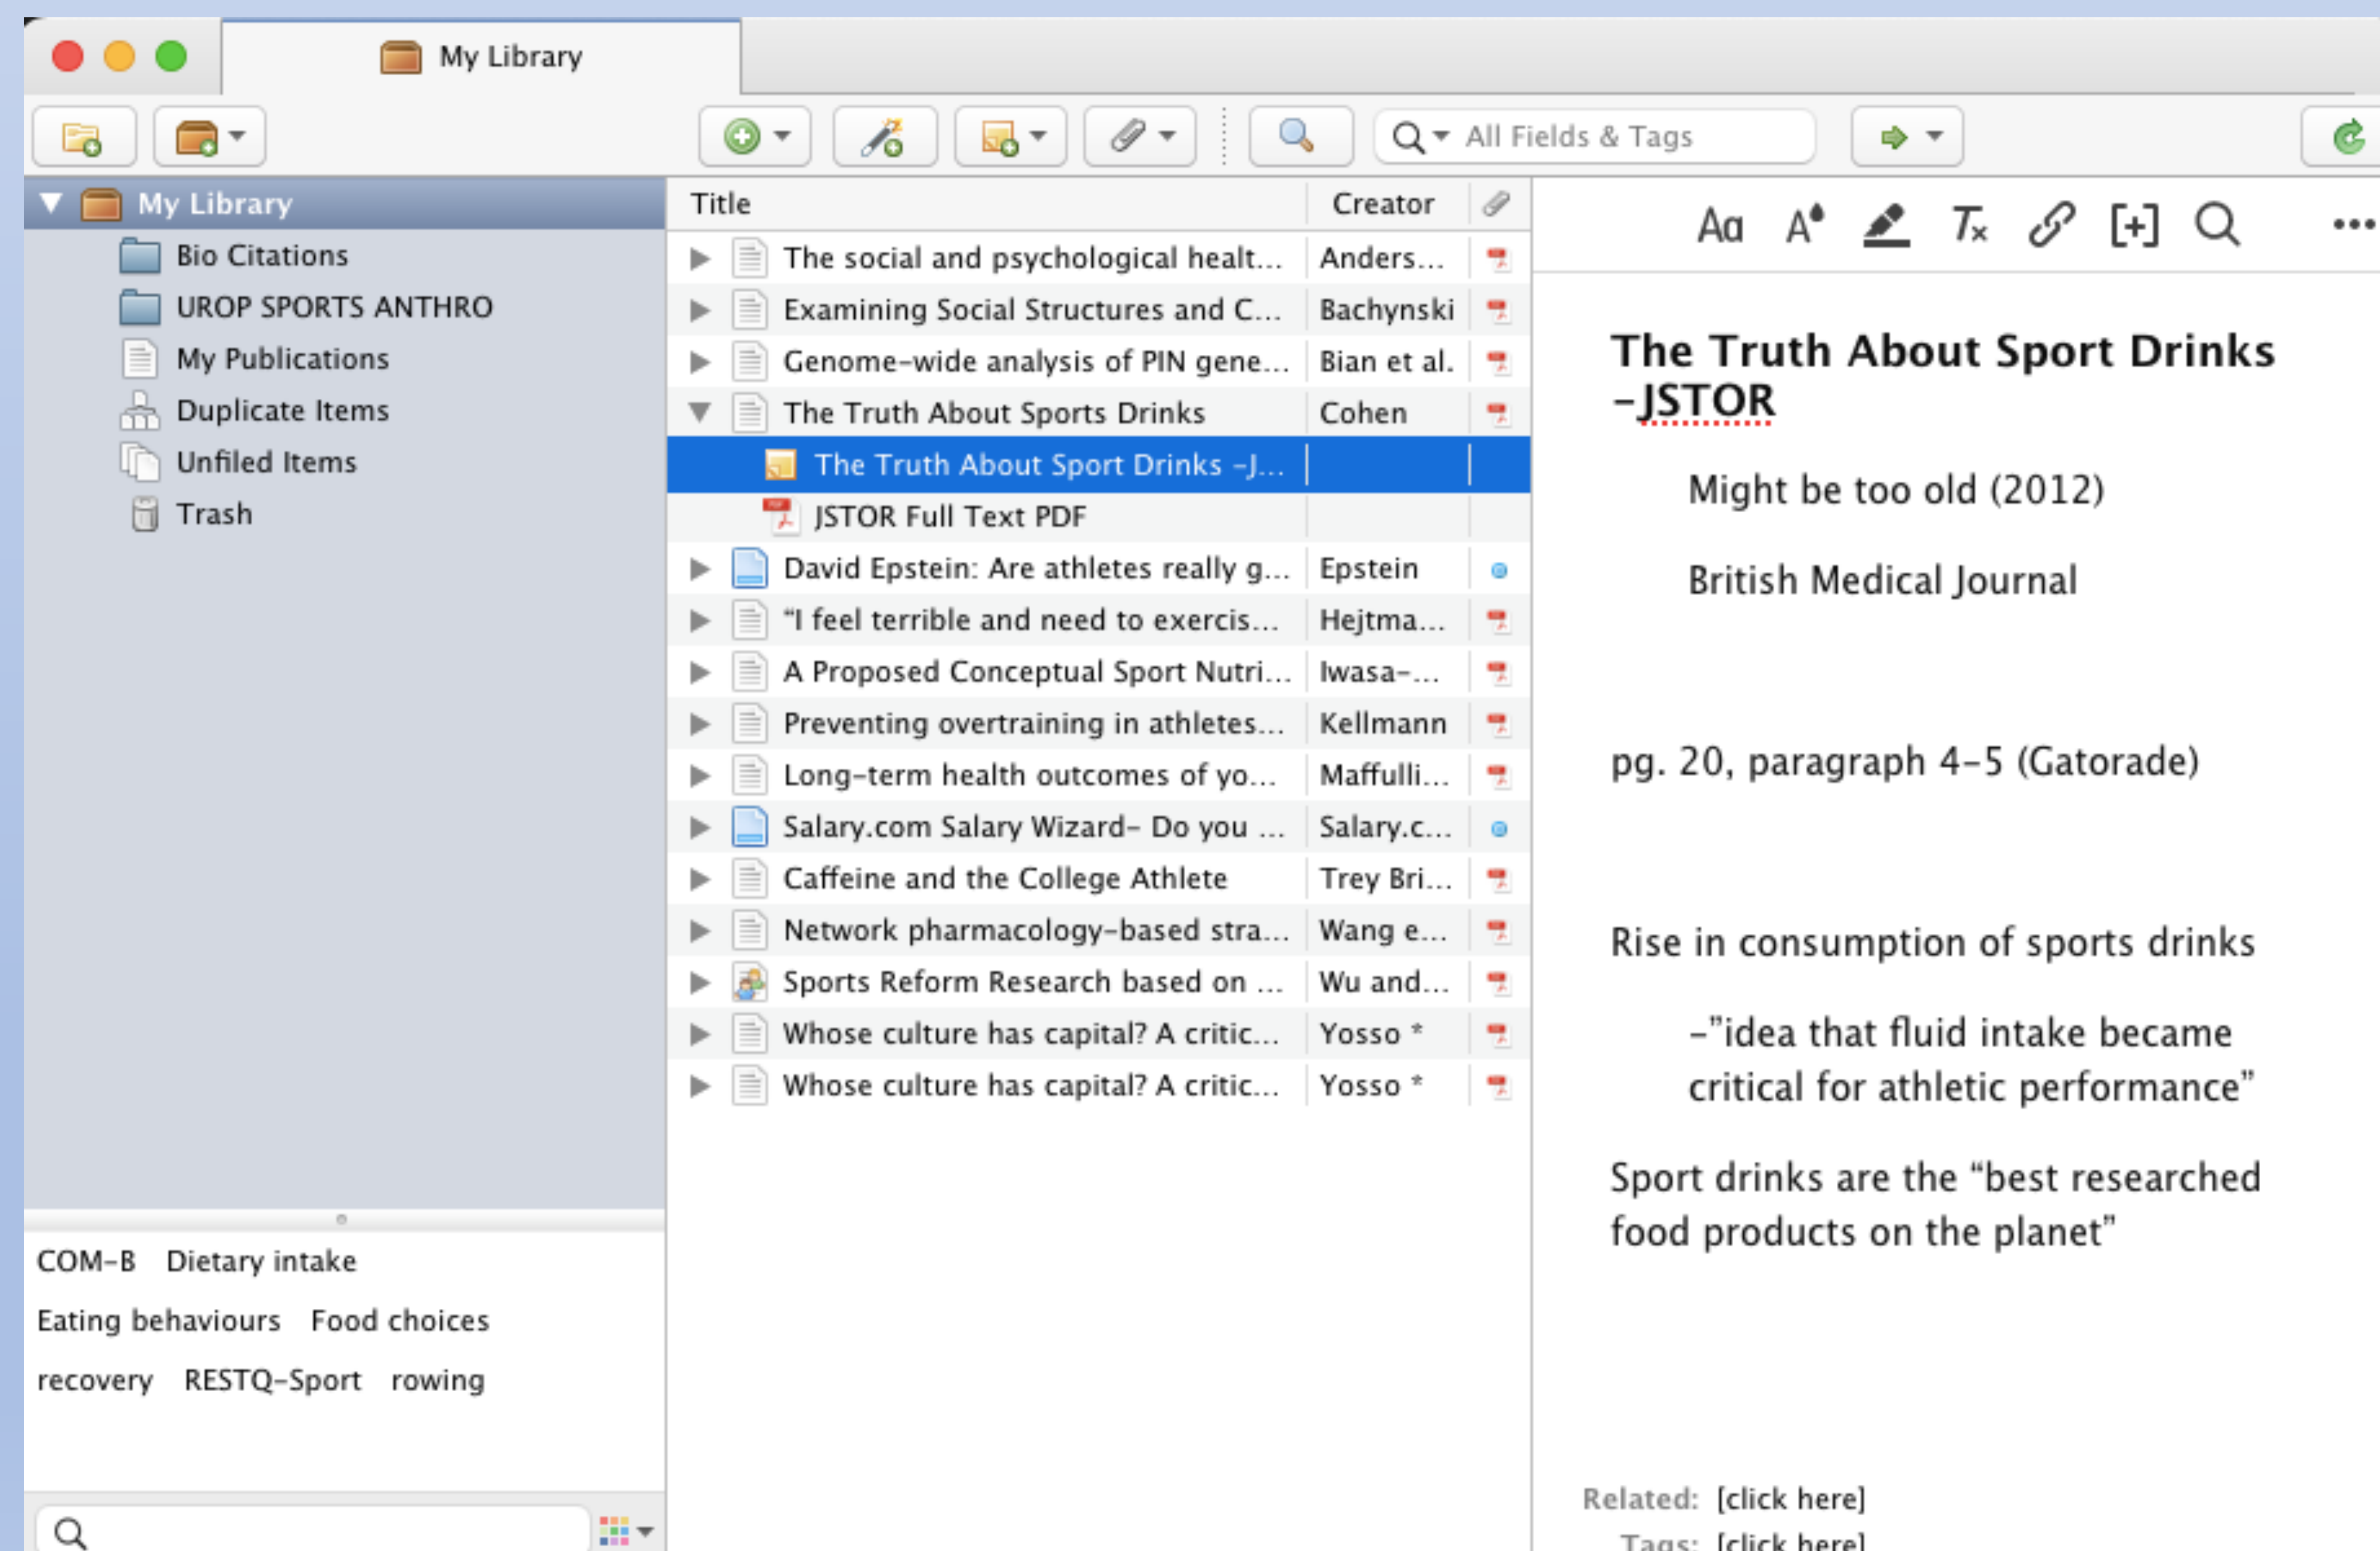 My Library
All Fields & Tags
My Library
Bio Citations
UROP SPORTS ANTHRO
My Publications
Duplicate Items
Unfiled Items
Trash
COM-B Dietary intake
Eating behaviours Food choices
recovery RESTQ-Sport rowing
Title Creator
The social and psychological healt... Anders...
Examining Social Structures and C... Bachynski
Genome-wide analysis of PIN gene... Bian et al.
The Truth About Sports Drinks Cohen
The Truth About Sport Drinks -J...
JSTOR Full Text PDF
David Epstein: Are athletes really g... Epstein
“I feel terrible and need to exercis... Hejtma...
A Proposed Conceptual Sport Nutri... Iwasa-...
Preventing overtraining in athletes... Kellmann
Long-term health outcomes of yo... Maffulli...
Salary.com Salary Wizard- Do you ... Salary.c...
Caffeine and the College Athlete Trey Bri...
Network pharmacology-based stra... Wang e...
Sports Reform Research based on ... Wu and...
Whose culture has capital? A critic... Yosso *
Whose culture has capital? A critic... Yosso *
The Truth About Sport Drinks
-JSTOR
Might be too old (2012)
British Medical Journal
pg. 20, paragraph 4-5 (Gatorade)
Rise in consumption of sports drinks
-”idea that fluid intake became
critical for athletic performance”
Sport drinks are the “best researched
food products on the planet”
Related: [click here]
Tags: [click here]